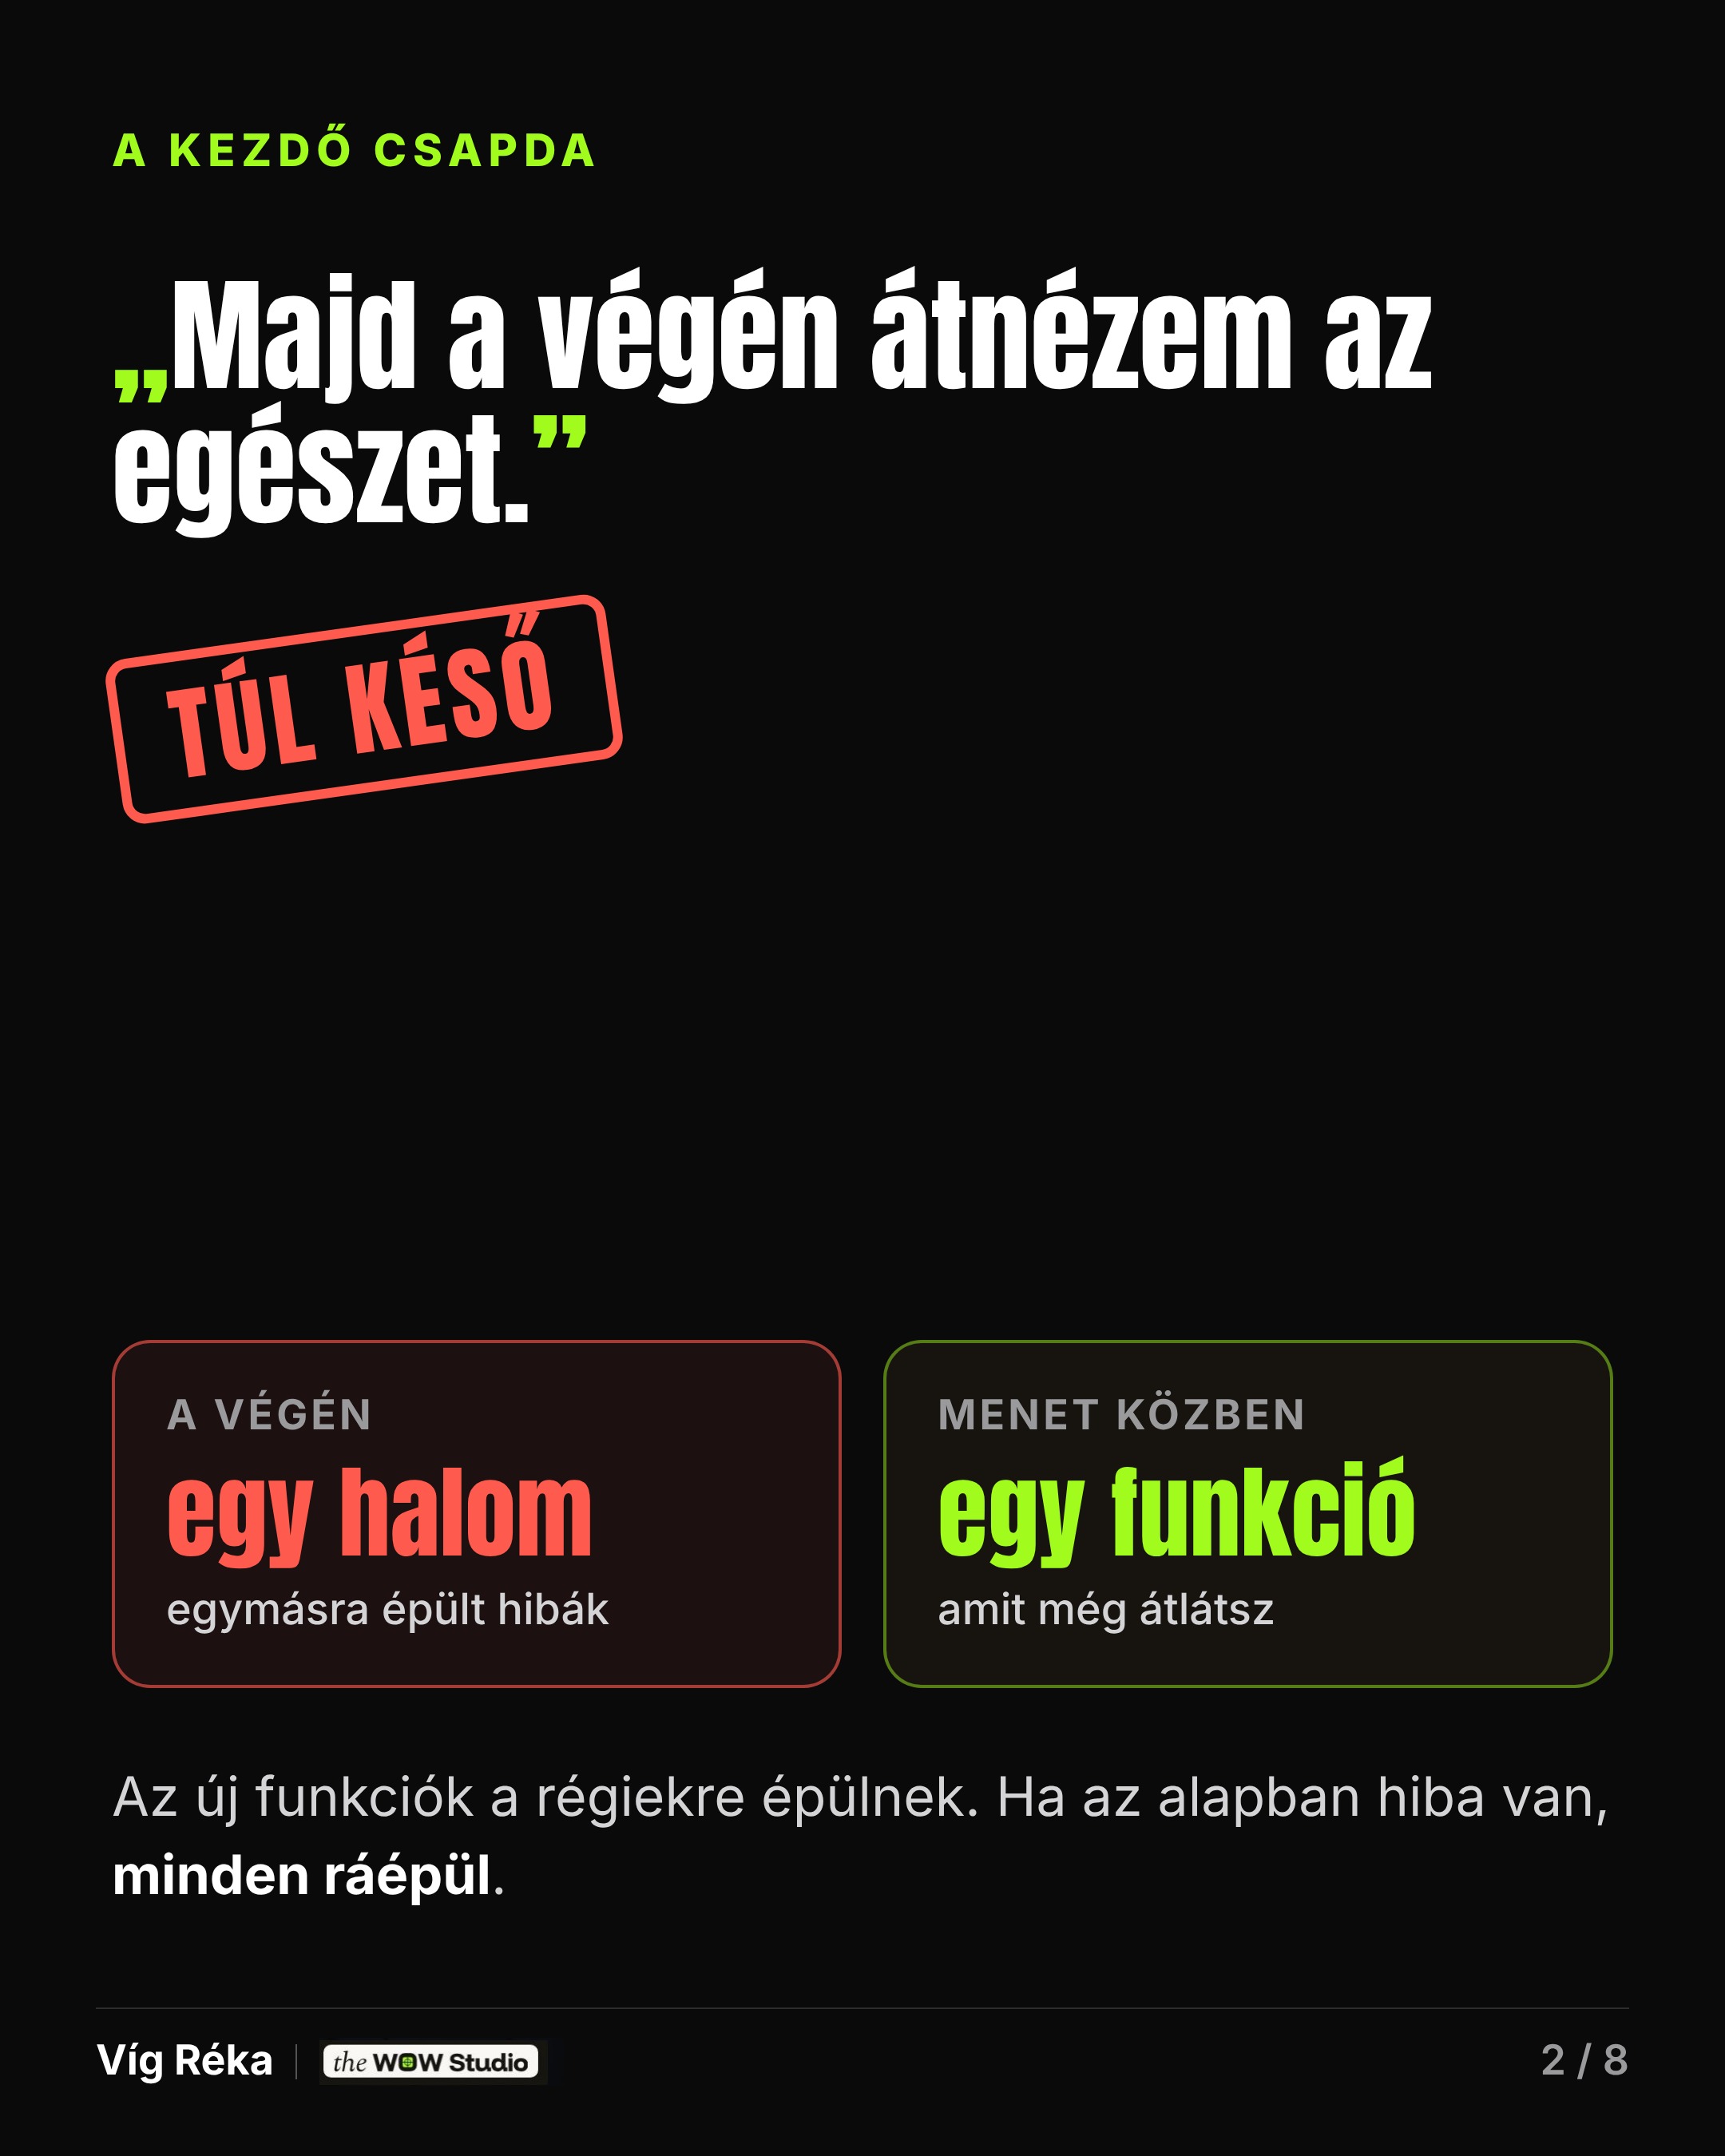 A KEZDŐ CSAPDA
„Majd a végén átnézem az
egészet.”
TÚL KÉSŐ
A VÉGÉN
egy halom
egymásra épült hibák
MENET KÖZBEN
egy funkció
amit még átlátsz
Az új funkciók a régiekre épülnek. Ha az alapban hiba van,
minden ráépül.
Víg Réka
the WOW Studio
2 / 8